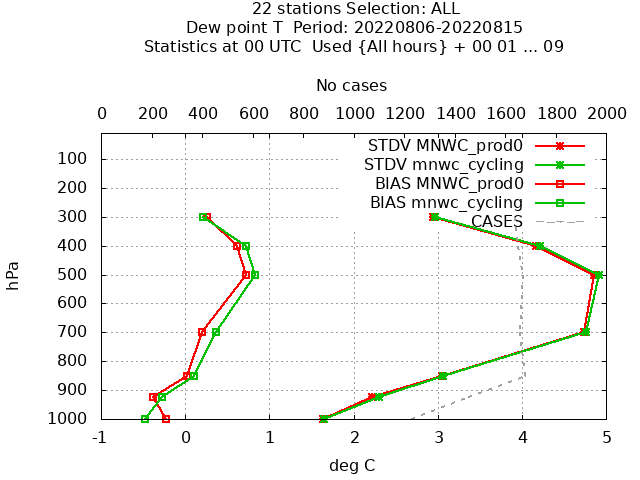 22 stations Selection: ALL
Dew point T  Period: 20220806-20220815
Statistics at 00 UTC  Used {All hours} + 00 01 ... 09
No cases
0 200 400 600 800 1000 1200 1400 1600 1800 2000
STDV MNWC_prod0
STDV mnwc_cycling
BIAS MNWC_prod0
BIAS mnwc_cycling
CASES
hPa
100
200
300
400
500
600
700
800
900
1000
-1 0 1 2 3 4 5
deg C